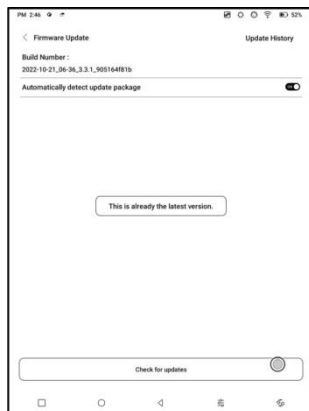 PM 2:46 52%
Firmware Update Update History
Build Number :
2022-10-21_06-36_3.3.1_905164f81b
Automatically detect update package
This is already the latest version.
Check for updates